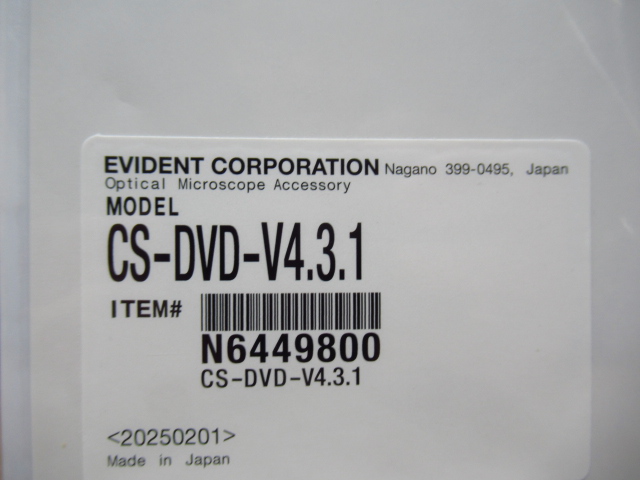 EVIDENT CORPORATION Nagano 399-0495, Japan
Optical Microscope Accessory
MODEL
CS-DVD-V4.3.1
ITEM#
N6449800
CS-DVD-V4.3.1
<20250201>
Made in Japan